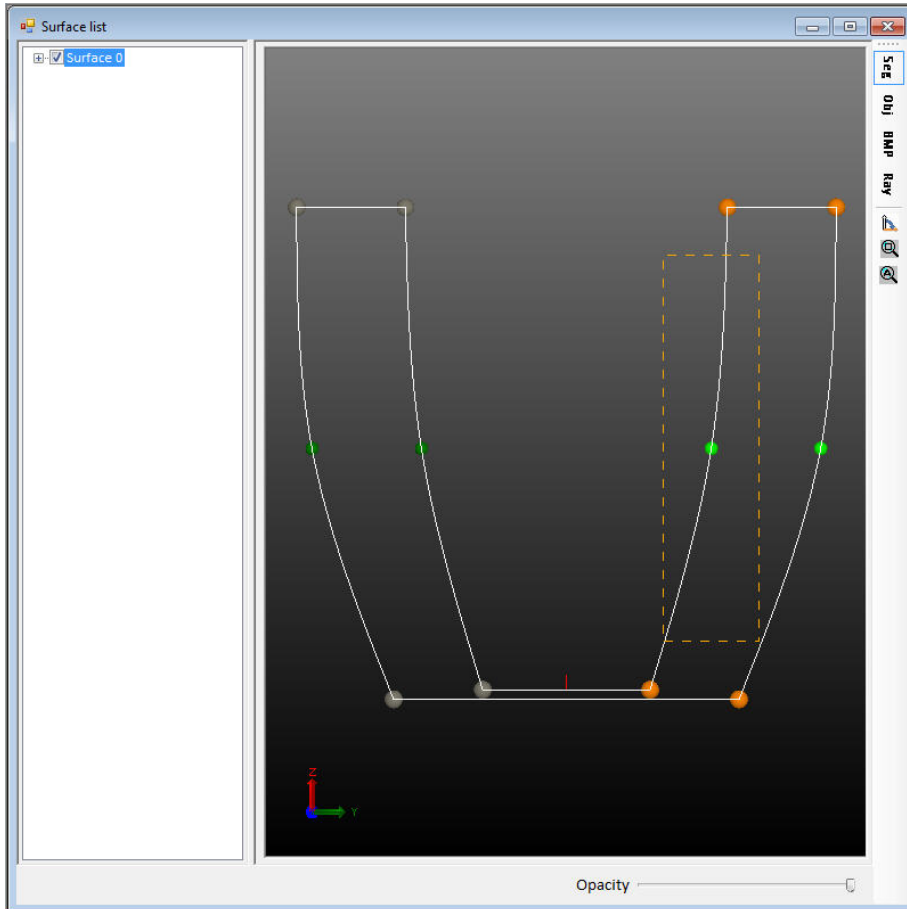 Surface list
Surface 0
Seg
Obj
BMP
Ray
Z
Y
Opacity